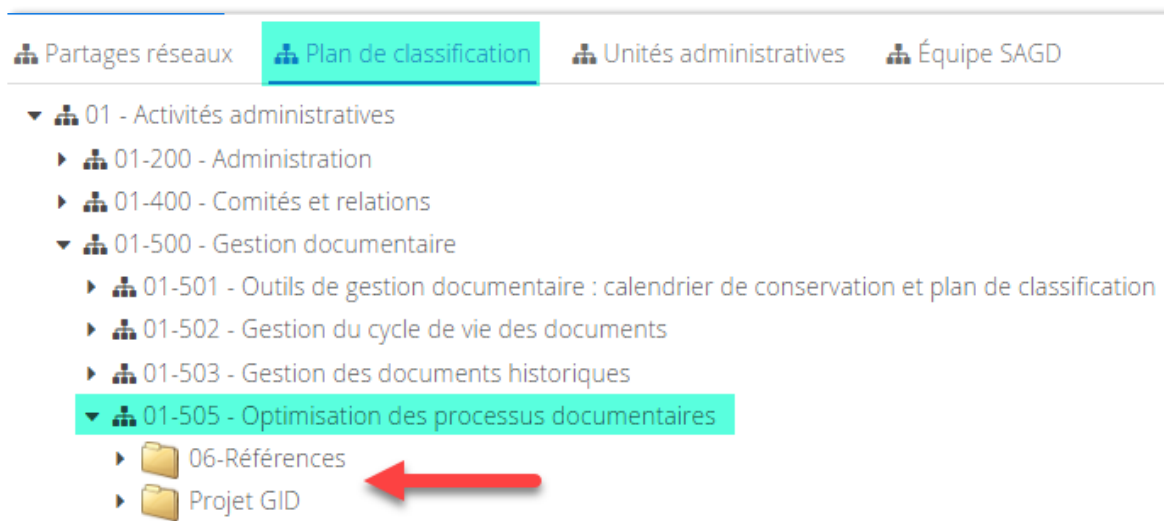 Partages réseaux Plan de classification Unités administratives Équipe SAGD
01 - Activités administratives
01-200 - Administration
01-400 - Comités et relations
01-500 - Gestion documentaire
01-501 - Outils de gestion documentaire : calendrier de conservation et plan de classification
01-502 - Gestion du cycle de vie des documents
01-503 - Gestion des documents historiques
01-505 - Optimisation des processus documentaires
06-Références
Projet GID